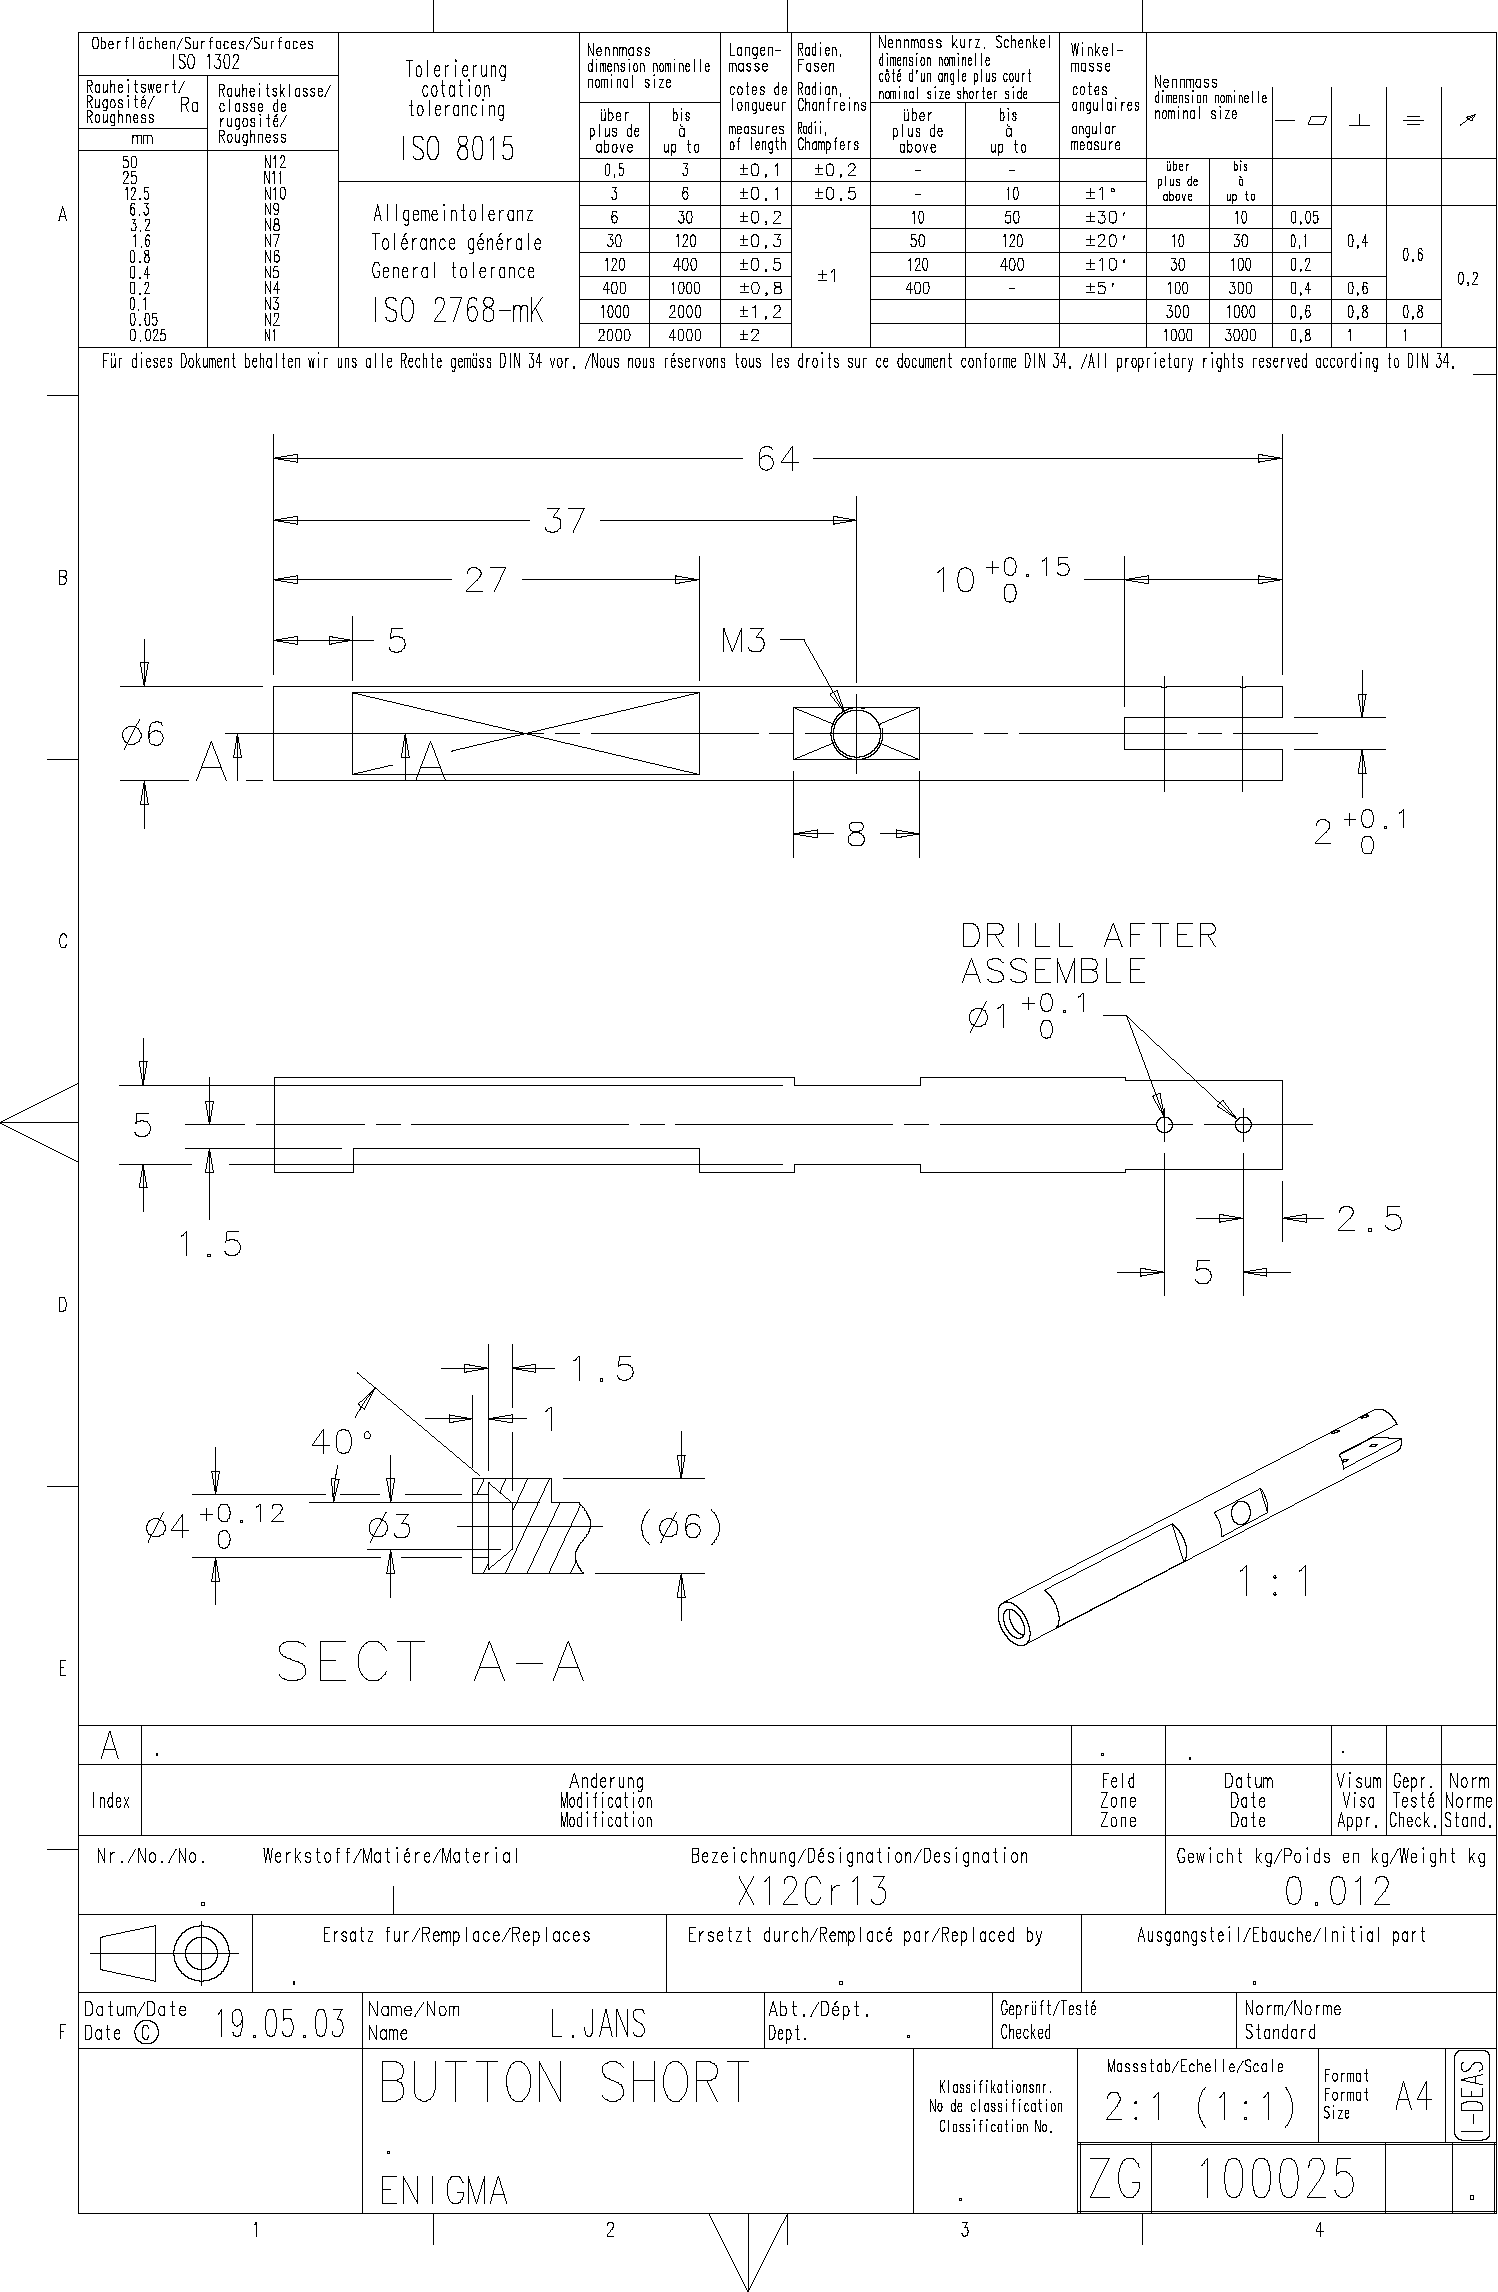 Oberflächen/Surfaces/Surfaces
ISO 1302
Rauheitswert/
Rugosité/ Ra
Roughness
mm
Rauheitsklasse/
classe de
rugosité/
Roughness
50 N12
25 N11
12.5 N10
6.3 N9
3.2 N8
1.6 N7
0.8 N6
0.4 N5
0.2 N4
0.1 N3
0.05 N2
0.025 N1
Tolerierung
cotation
tolerancing
ISO 8015
Allgemeintoleranz
Tolérance générale
General tolerance
ISO 2768-mK
Nennmass
dimension nominelle
nominal size
über
plus de
above
bis
à
up to
Langen-
masse
cotes de
longueur
measures
of length
Radien,
Fasen
Radian,
Chanfreins
Radii,
Champfers
Nennmass kurz. Schenkel
dimension nominelle
côté d'un angle plus court
nominal size shorter side
über
plus de
above
bis
à
up to
Winkel-
masse
cotes
angulaires
angular
measure
0,5 3 ±0,1 ±0,2 - -
3 6 ±0,1 ±0,5 - 10 ±1°
6 30 ±0,2 10 50 ±30'
30 120 ±0,3 50 120 ±20'
120 400 ±0,5 ±1 120 400 ±10'
400 1000 ±0,8 400 - ±5'
1000 2000 ±1,2
2000 4000 ±2
Nennmass
dimension nominelle
nominal size
über
plus de
above
bis
à
up to
10 0,05
10 30 0,1 0,4
30 100 0,2 0,6
100 300 0,4 0,6 0,2
300 1000 0,6 0,8 0,8
1000 3000 0,8 1 1
Für dieses Dokument behalten wir uns alle Rechte gemäss DIN 34 vor. /Nous nous réservons tous les droits sur ce document conforme DIN 34. /All proprietary rights reserved according to DIN 34.
A
B
C
D
E
F
64
37
27
10 +0.15
0
5
M3
Ø6
A
A
8
2 +0.1
0
DRILL AFTER
ASSEMBLE
Ø1 +0.1
0
5
1.5
2.5
5
1.5
1
40°
Ø4 +0.12
0
Ø3
(Ø6)
1:1
SECT A-A
A . . . .
Index
Anderung
Modification
Modification
Feld
Zone
Zone
Datum
Date
Date
Visum
Visa
Appr.
Gepr.
Testé
Check.
Norm
Norme
Stand.
Nr./No./No.
.
Werkstoff/Matiére/Material
Bezeichnung/Désignation/Designation
X12Cr13
Gewicht kg/Poids en kg/Weight kg
0.012
Ersatz fur/Remplace/Replaces
.
Ersetzt durch/Remplacé par/Replaced by
.
Ausgangsteil/Ebauche/Initial part
.
Datum/Date
Date © 19.05.03
Name/Nom
Name L.JANS
Abt./Dépt.
Dept. .
Geprüft/Testé
Checked
Norm/Norme
Standard
BUTTON SHORT
.
ENIGMA
Klassifikationsnr.
No de classification
Classification No.
.
Massstab/Echelle/Scale
2:1 (1:1)
Format
Format
Size
A4
I-DEAS
ZG 100025 .
1 2 3 4